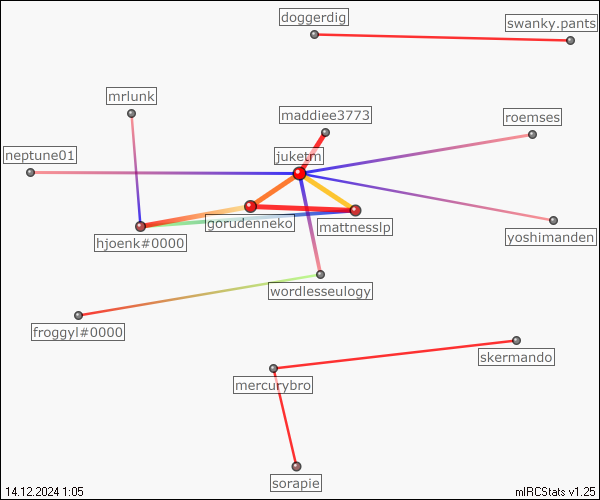 doggerdig
swanky.pants
mrlunk
maddiee3773
roemses
neptune01
juketm
gorudenneko
mattnesslp
hjoenk#0000
yoshimanden
wordlesseulogy
froggyl#0000
skermando
mercurybro
sorapie
14.12.2024 1:05
mIRCStats v1.25